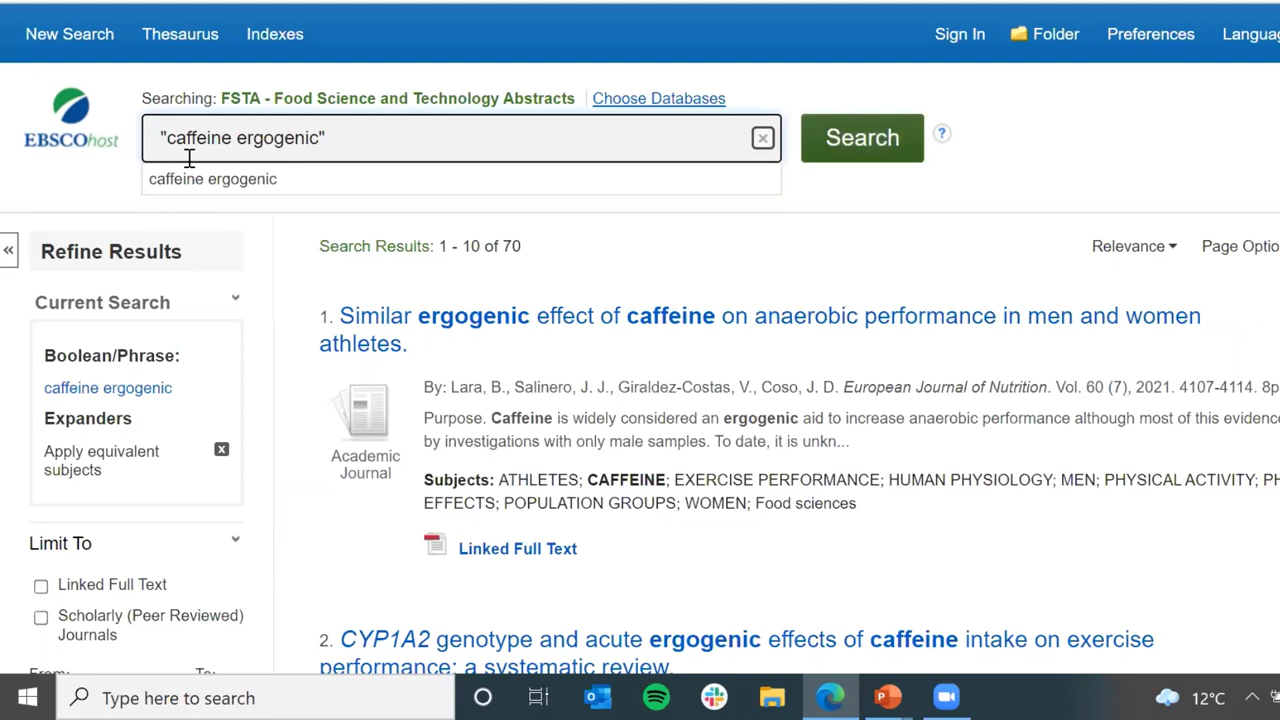 New Search Thesaurus Indexes Sign In Folder Preferences
Searching: FSTA - Food Science and Technology Abstracts Choose Databases
EBSCOhost
"caffeine ergogenic" Search ?
caffeine ergogenic
« Refine Results
Search Results: 1 - 10 of 70 Relevance Page
Current Search
Boolean/Phrase:
caffeine ergogenic
Expanders
Apply equivalent
subjects
Limit To
Linked Full Text
Scholarly (Peer Reviewed)
Journals
From: To:
1. Similar ergogenic effect of caffeine on anaerobic performance in men and women
athletes.
Academic
Journal
By: Lara, B., Salinero, J. J., Giraldez-Costas, V., Coso, J. D. European Journal of Nutrition. Vol. 60 (7), 2021. 4107-4114.
Purpose. Caffeine is widely considered an ergogenic aid to increase anaerobic performance although most of this evidence
by investigations with only male samples. To date, it is unkn...
Subjects: ATHLETES; CAFFEINE; EXERCISE PERFORMANCE; HUMAN PHYSIOLOGY; MEN; PHYSICAL ACTIVITY;
EFFECTS; POPULATION GROUPS; WOMEN; Food sciences
Linked Full Text
2. CYP1A2 genotype and acute ergogenic effects of caffeine intake on exercise
performance: a systematic review.
Type here to search 12°C